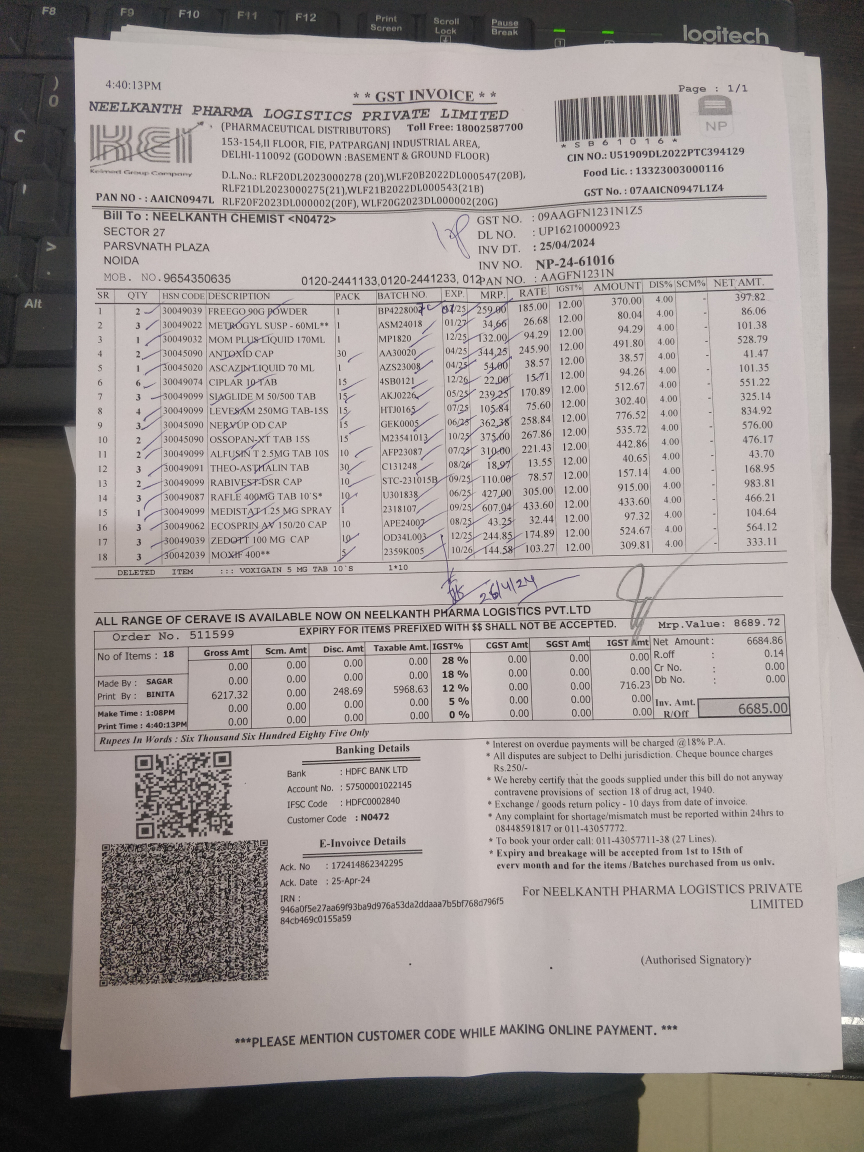 F8 F9 F10 F11 F12 Print Screen Scroll Lock Pause Break
logitech
Alt
4:40:13PM
* * GST INVOICE * *
Page : 1/1
NEELKANTH PHARMA LOGISTICS PRIVATE LIMITED
KEI
Keimed Group Company
(PHARMACEUTICAL DISTRIBUTORS) Toll Free: 18002587700
153-154,II FLOOR, FIE, PATPARGANJ INDUSTRIAL AREA,
DELHI-110092 (GODOWN :BASEMENT & GROUND FLOOR)
D.L.No.: RLF20DL2023000278 (20),WLF20B2022DL000547(20B),
RLF21DL2023000275(21),WLF21B2022DL000543(21B)
PAN NO - : AAICN0947L RLF20F2023DL000002(20F), WLF20G2023DL000002(20G)
*SB61016*
NP
CIN NO.: U51909DL2022PTC394129
Food Lic.: 13323003000116
GST No.: 07AAICN0947L1Z4
Bill To : NEELKANTH CHEMIST <N0472>
SECTOR 27
PARSVNATH PLAZA
NOIDA
MOB. NO. 9654350635 0120-2441133,0120-2441233, 012
GST NO. : 09AAGFN1231N1Z5
DL NO. : UP16210000923
INV DT. : 25/04/2024
INV NO. NP-24-61016
PAN NO. : AAGFN1231N
SR QTY HSN CODE DESCRIPTION PACK BATCH NO. EXP. MRP. RATE IGST% AMOUNT DIS% SCM% NET AMT.
1 2 30049039 FREEGO 90G POWDER 1 07/25 259.00 185.00 12.00 370.00 4.00 - 397.82
2 3 30049022 METROGYL SUSP - 60ML** 1 ASM24018 01/27 34.66 26.68 12.00 80.04 4.00 - 86.06
3 1 30049032 MOM PLUS LIQUID 170ML 1 MP1820 12/25 132.00 94.29 12.00 94.29 4.00 - 101.38
4 2 30045090 ANTOXID CAP 30 AA30020 04/25 344.25 245.90 12.00 491.80 4.00 - 528.79
5 1 30045020 ASCAZIN LIQUID 70 ML 1 AZS23008 04/25 54.00 38.57 12.00 38.57 4.00 - 41.47
6 6 30049074 CIPLAR 10 TAB 15 4SB0121 12/26 22.00 15.71 12.00 94.26 4.00 - 101.35
7 3 30049099 SIAGLIDE M 50/500 TAB 15 AKJ0226 05/25 239.25 170.89 12.00 512.67 4.00 - 551.22
8 4 30049099 LEVESAM 250MG TAB-15S 15 HTJ0165 07/25 105.84 75.60 12.00 302.40 4.00 - 325.14
9 3 30045090 NERVUP OD CAP 15 GEK0005 06/25 362.38 258.84 12.00 776.52 4.00 - 834.92
10 2 30045090 OSSOPAN-XT TAB 15S 15 M23541013 10/25 375.00 267.86 12.00 535.72 4.00 - 576.00
11 2 30049099 ALFUSIN T 2.5MG TAB 10S 10 AFP23087 07/25 310.00 221.43 12.00 442.86 4.00 - 476.17
12 3 30049091 THEO-ASTHALIN TAB 30 C131248 08/26 18.97 13.55 12.00 40.65 4.00 - 43.70
13 2 30049099 RABIVEST-DSR CAP 10 STC-231015B 09/25 110.00 78.57 12.00 157.14 4.00 - 168.95
14 3 30049087 RAFLE 400MG TAB 10`S* 10 U301838 06/25 427.00 305.00 12.00 915.00 4.00 - 983.81
15 1 30049099 MEDISTAT 1.25 MG SPRAY 1 2318107 09/25 607.04 433.60 12.00 433.60 4.00 - 466.21
16 3 30049062 ECOSPRIN AV 150/20 CAP 10 APE24007 08/25 43.25 32.44 12.00 97.32 4.00 - 104.64
17 3 30049039 ZEDOTT 100 MG CAP 10 OD34L003 12/25 244.85 174.89 12.00 524.67 4.00 - 564.12
18 3 30042039 MOXIF 400** 5 2359K005 10/26 144.58 103.27 12.00 309.81 4.00 - 333.11
DELETED ITEM ::: VOXIGAIN 5 MG TAB 10`S 1*10
26/4/24
ALL RANGE OF CERAVE IS AVAILABLE NOW ON NEELKANTH PHARMA LOGISTICS PVT.LTD
Order No. 511599 EXPIRY FOR ITEMS PREFIXED WITH $$ SHALL NOT BE ACCEPTED. Mrp.Value: 8689.72
No of Items : 18
Made By : SAGAR
Print By : BINITA
Make Time : 1:08PM
Print Time : 4:40:13PM
Gross Amt Scm. Amt Disc. Amt Taxable Amt. IGST% CGST Amt SGST Amt IGST Amt
0.00 0.00 0.00 0.00 28 % 0.00 0.00 0.00
0.00 0.00 0.00 0.00 18 % 0.00 0.00 0.00
6217.32 0.00 248.69 5968.63 12 % 0.00 0.00 716.23
0.00 0.00 0.00 0.00 5 % 0.00 0.00 0.00
0.00 0.00 0.00 0.00 0 % 0.00 0.00 0.00
Net Amount : 6684.86
R.off : 0.14
Cr No. : 0.00
Db No. : 0.00
Inv. Amt. R/Off 6685.00
Rupees In Words : Six Thousand Six Hundred Eighty Five Only
Banking Details
Bank : HDFC BANK LTD
Account No. : 57500001022145
IFSC Code : HDFC0002840
Customer Code : N0472
E-Invoivce Details
Ack. No : 172414862342295
Ack. Date : 25-Apr-24
IRN :
946a0f5e27aa69f93ba9d976a53da2ddaaa7b5bf768d796f5
84cb469c0155a59
* Interest on overdue payments will be charged @18% P.A.
* All disputes are subject to Delhi jurisdiction. Cheque bounce charges
Rs.250/-
* We hereby certify that the goods supplied under this bill do not anyway
contravene provisions of section 18 of drug act, 1940.
* Exchange / goods return policy - 10 days from date of invoice.
* Any complaint for shortage/mismatch must be reported within 24hrs to
08448591817 or 011-43057772.
* To book your order call: 011-43057711-38 (27 Lines).
* Expiry and breakage will be accepted from 1st to 15th of
every month and for the items /Batches purchased from us only.
For NEELKANTH PHARMA LOGISTICS PRIVATE
LIMITED
(Authorised Signatory)
***PLEASE MENTION CUSTOMER CODE WHILE MAKING ONLINE PAYMENT. ***